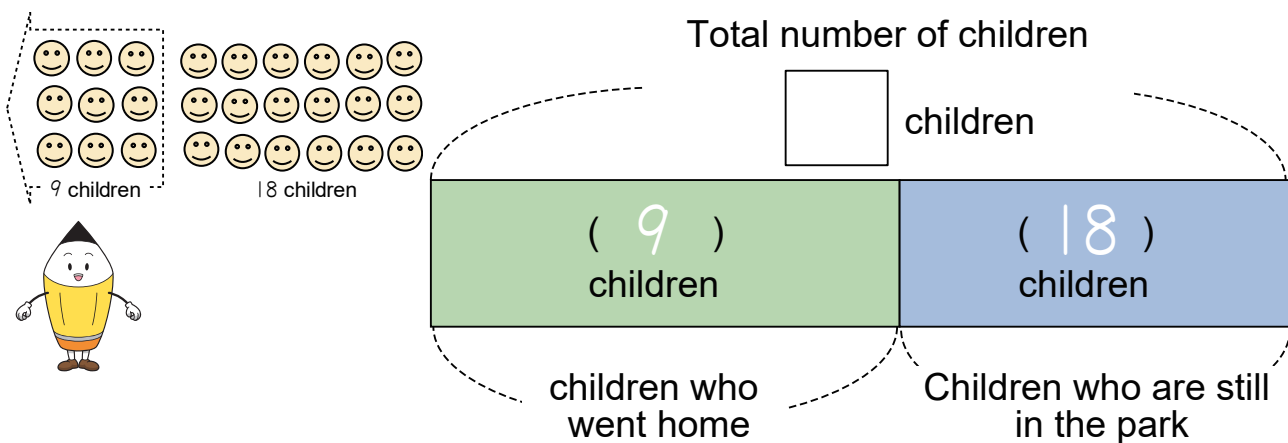 9 children
18 children
Total number of children
children
( 9 )
children
( 18 )
children
children who
went home
Children who are still
in the park